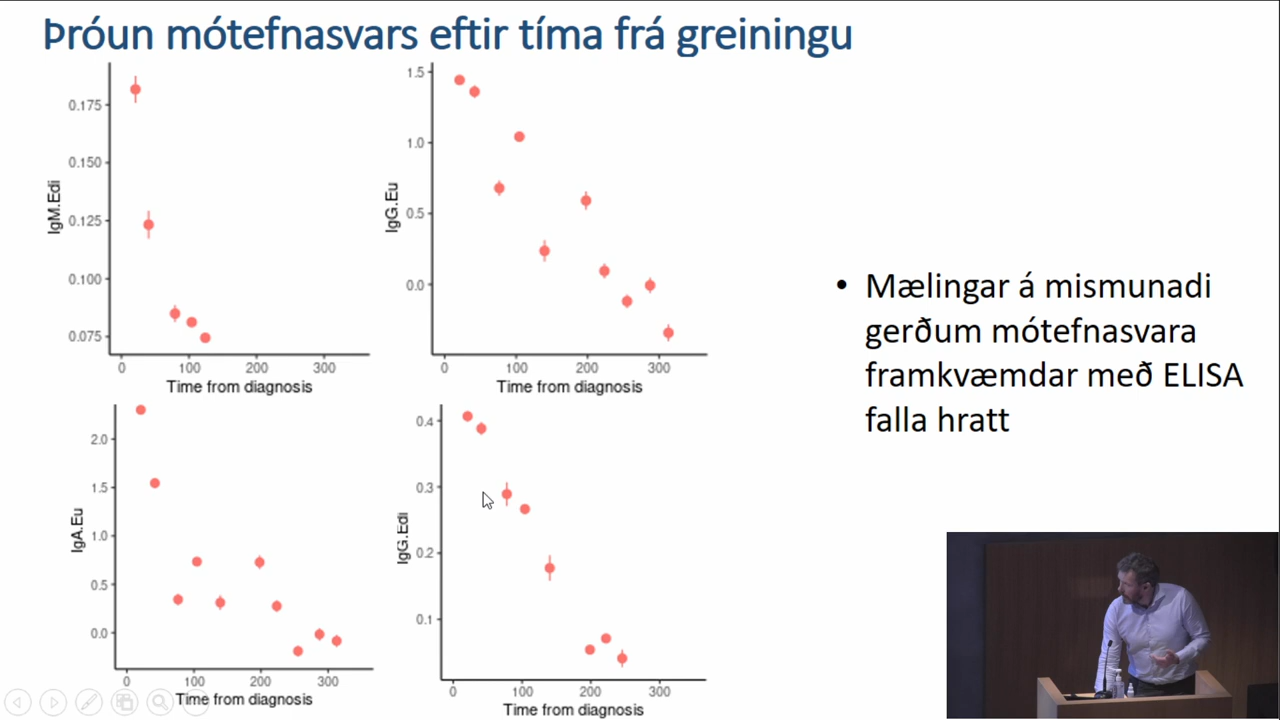 Þróun mótefnasvars eftir tíma frá greiningu
IgM.Edi
0.175
0.150
0.125
0.100
0.075
0 100 200 300
Time from diagnosis
IgG.Eu
1.5
1.0
0.5
0.0
0 100 200 300
Time from diagnosis
IgA.Eu
2.0
1.5
1.0
0.5
0.0
0 100 200 300
Time from diagnosis
IgG.Edi
0.4
0.3
0.2
0.1
0 100 200 300
Time from diagnosis
• Mælingar á mismunadi
gerðum mótefnasvara
framkvæmdar með ELISA
falla hratt